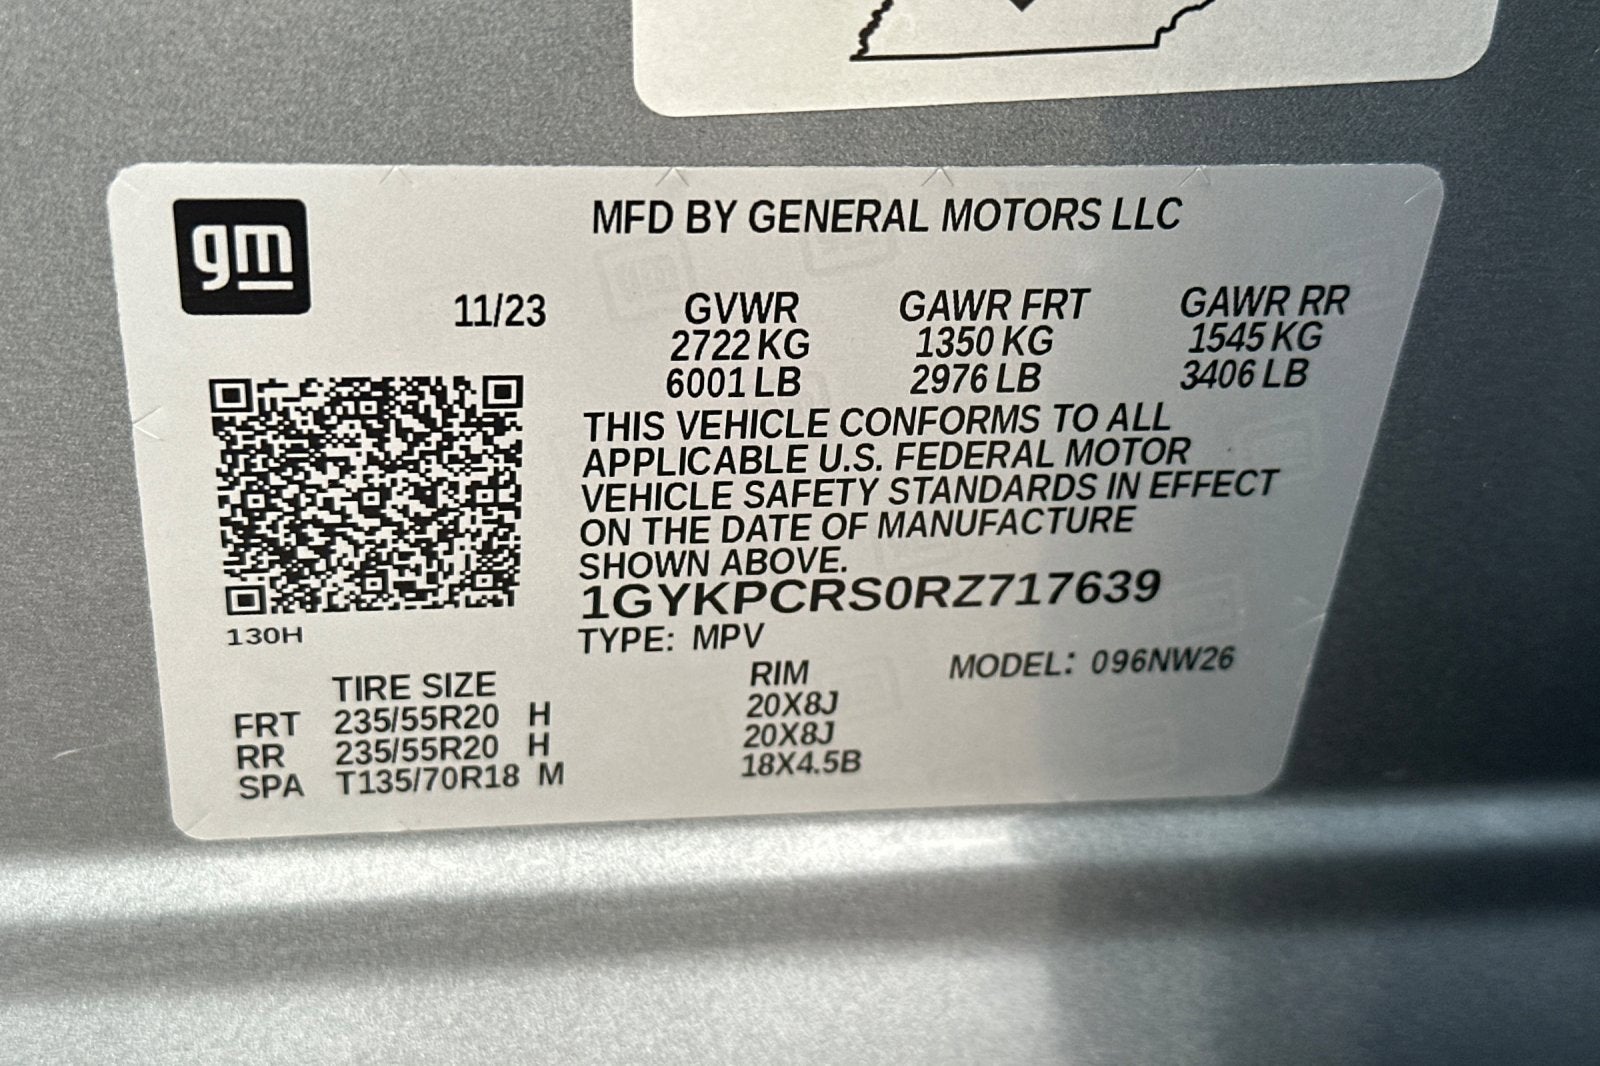 gm
MFD BY GENERAL MOTORS LLC
11/23 GVWR GAWR FRT GAWR RR
2722 KG 1350 KG 1545 KG
6001 LB 2976 LB 3406 LB
THIS VEHICLE CONFORMS TO ALL
APPLICABLE U.S. FEDERAL MOTOR
VEHICLE SAFETY STANDARDS IN EFFECT
ON THE DATE OF MANUFACTURE
SHOWN ABOVE.
1GYKPCRS0RZ717639
130H
TYPE: MPV
MODEL: 096NW26
TIRE SIZE RIM
FRT 235/55R20 H 20X8J
RR 235/55R20 H 20X8J
SPA T135/70R18 M 18X4.5B